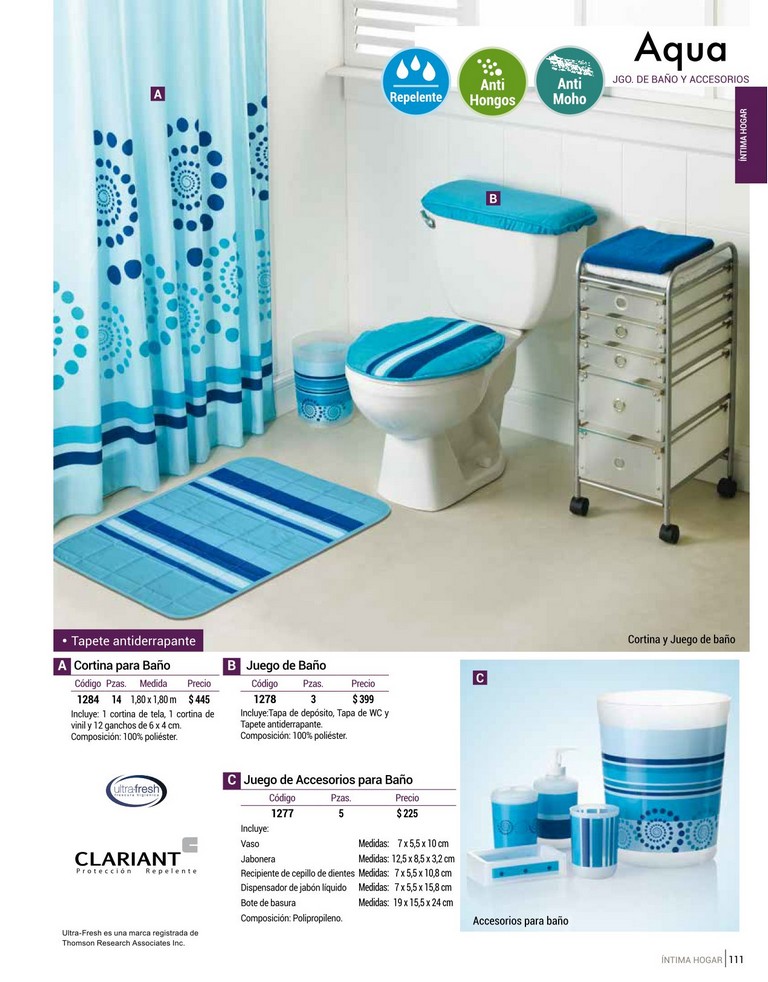 Aqua
JGO. DE BAÑO Y ACCESORIOS
Repelente
Anti
Hongos
Anti
Moho
ÍNTIMA HOGAR
A
B
• Tapete antiderrapante
Cortina y Juego de baño
A Cortina para Baño
Código Pzas. Medida Precio
1284 14 1,80 x 1,80 m $ 445
Incluye: 1 cortina de tela, 1 cortina de
vinil y 12 ganchos de 6 x 4 cm.
Composición: 100% poliéster.
B Juego de Baño
Código Pzas. Precio
1278 3 $ 399
Incluye:Tapa de depósito, Tapa de WC y
Tapete antiderrapante.
Composición: 100% poliéster.
C Juego de Accesorios para Baño
Código Pzas. Precio
1277 5 $ 225
Incluye:
Vaso Medidas: 7 x 5,5 x 10 cm
Jabonera Medidas: 12,5 x 8,5 x 3,2 cm
Recipiente de cepillo de dientes Medidas: 7 x 5,5 x 10,8 cm
Dispensador de jabón líquido Medidas: 7 x 5,5 x 15,8 cm
Bote de basura Medidas: 19 x 15,5 x 24 cm
Composición: Polipropileno.
C
Accesorios para baño
ultrafresh
CLARIANT
Protección Repelente
Ultra-Fresh es una marca registrada de
Thomson Research Associates Inc.
ÍNTIMA HOGAR 111